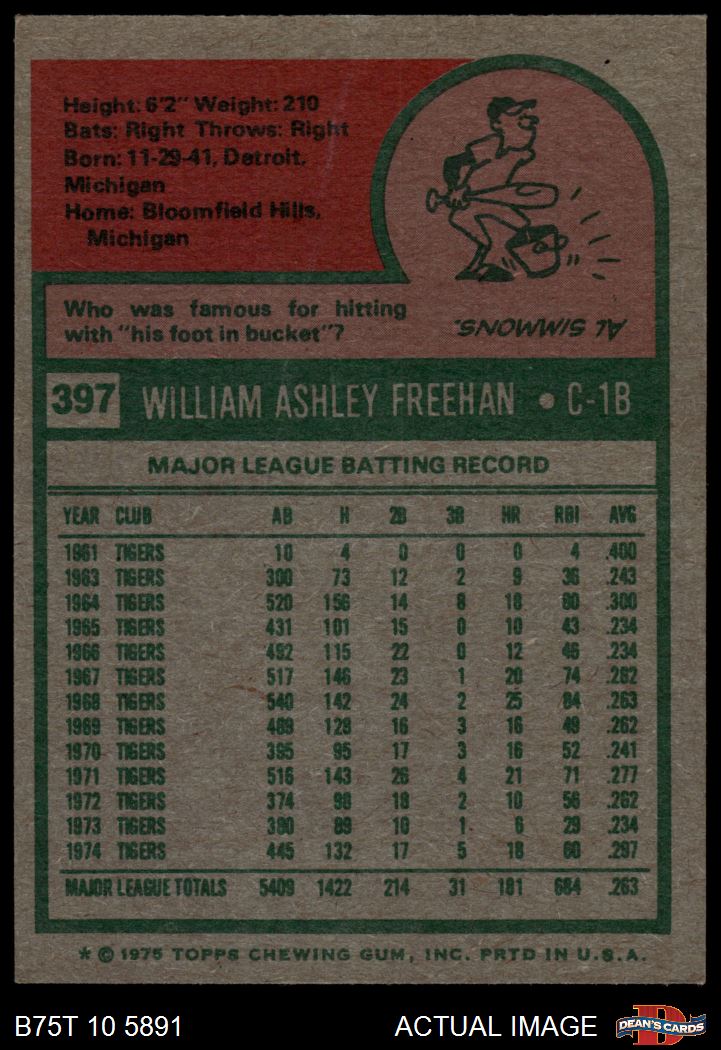 Height: 6'2" Weight: 210
Bats: Right Throws: Right
Born: 11-29-41, Detroit,
Michigan
Home: Bloomfield Hills,
Michigan
Who was famous for hitting
with "his foot in bucket"?
AL SIMMONS.
397 WILLIAM ASHLEY FREEHAN • C-1B
MAJOR LEAGUE BATTING RECORD
YEAR CLUB AB H 2B 3B HR RBI AVG
1961 TIGERS 10 4 0 0 0 4 .400
1963 TIGERS 300 73 12 2 9 36 .243
1964 TIGERS 520 156 14 8 18 80 .300
1965 TIGERS 431 101 15 0 10 43 .234
1966 TIGERS 492 115 22 0 12 46 .234
1967 TIGERS 517 146 23 1 20 74 .282
1968 TIGERS 540 142 24 2 25 84 .263
1969 TIGERS 489 128 16 3 16 49 .262
1970 TIGERS 395 95 17 3 16 52 .241
1971 TIGERS 516 143 26 4 21 71 .277
1972 TIGERS 374 98 18 2 10 56 .262
1973 TIGERS 380 89 10 1 6 29 .234
1974 TIGERS 445 132 17 5 18 60 .297
MAJOR LEAGUE TOTALS 5409 1422 214 31 181 684 .263
* © 1975 TOPPS CHEWING GUM, INC. PRTD IN U.S.A.
B75T 10 5891 ACTUAL IMAGE
D
DEAN'S CARDS